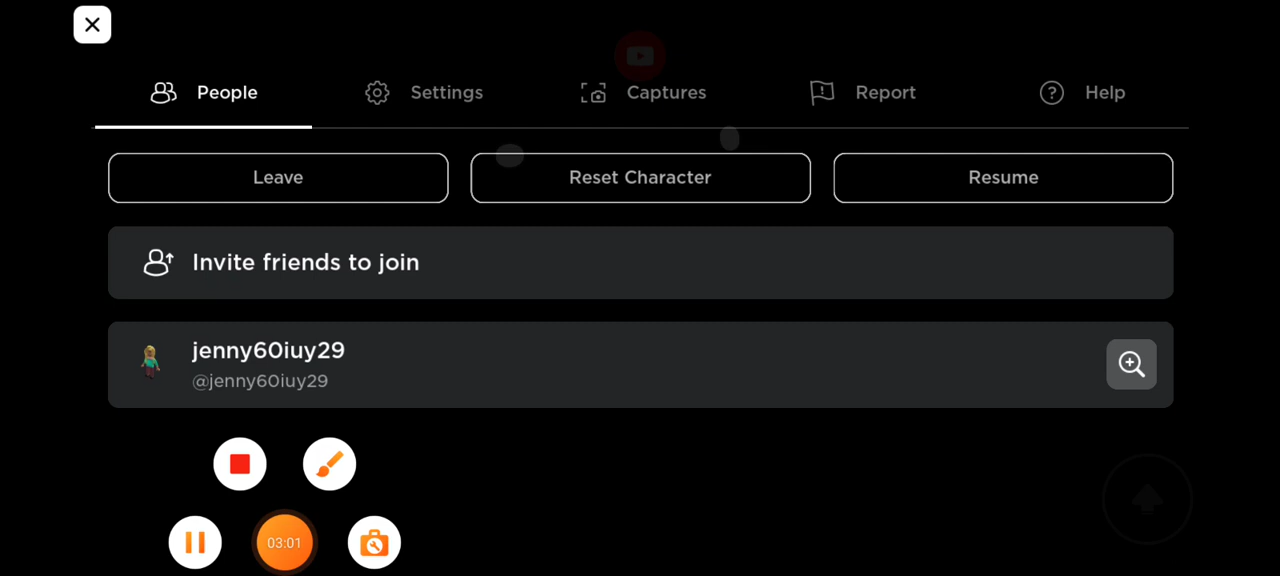 People
Settings
Captures
Report
Help
Leave
Reset Character
Resume
Invite friends to join
jenny60iuy29
@jenny60iuy29
03:01